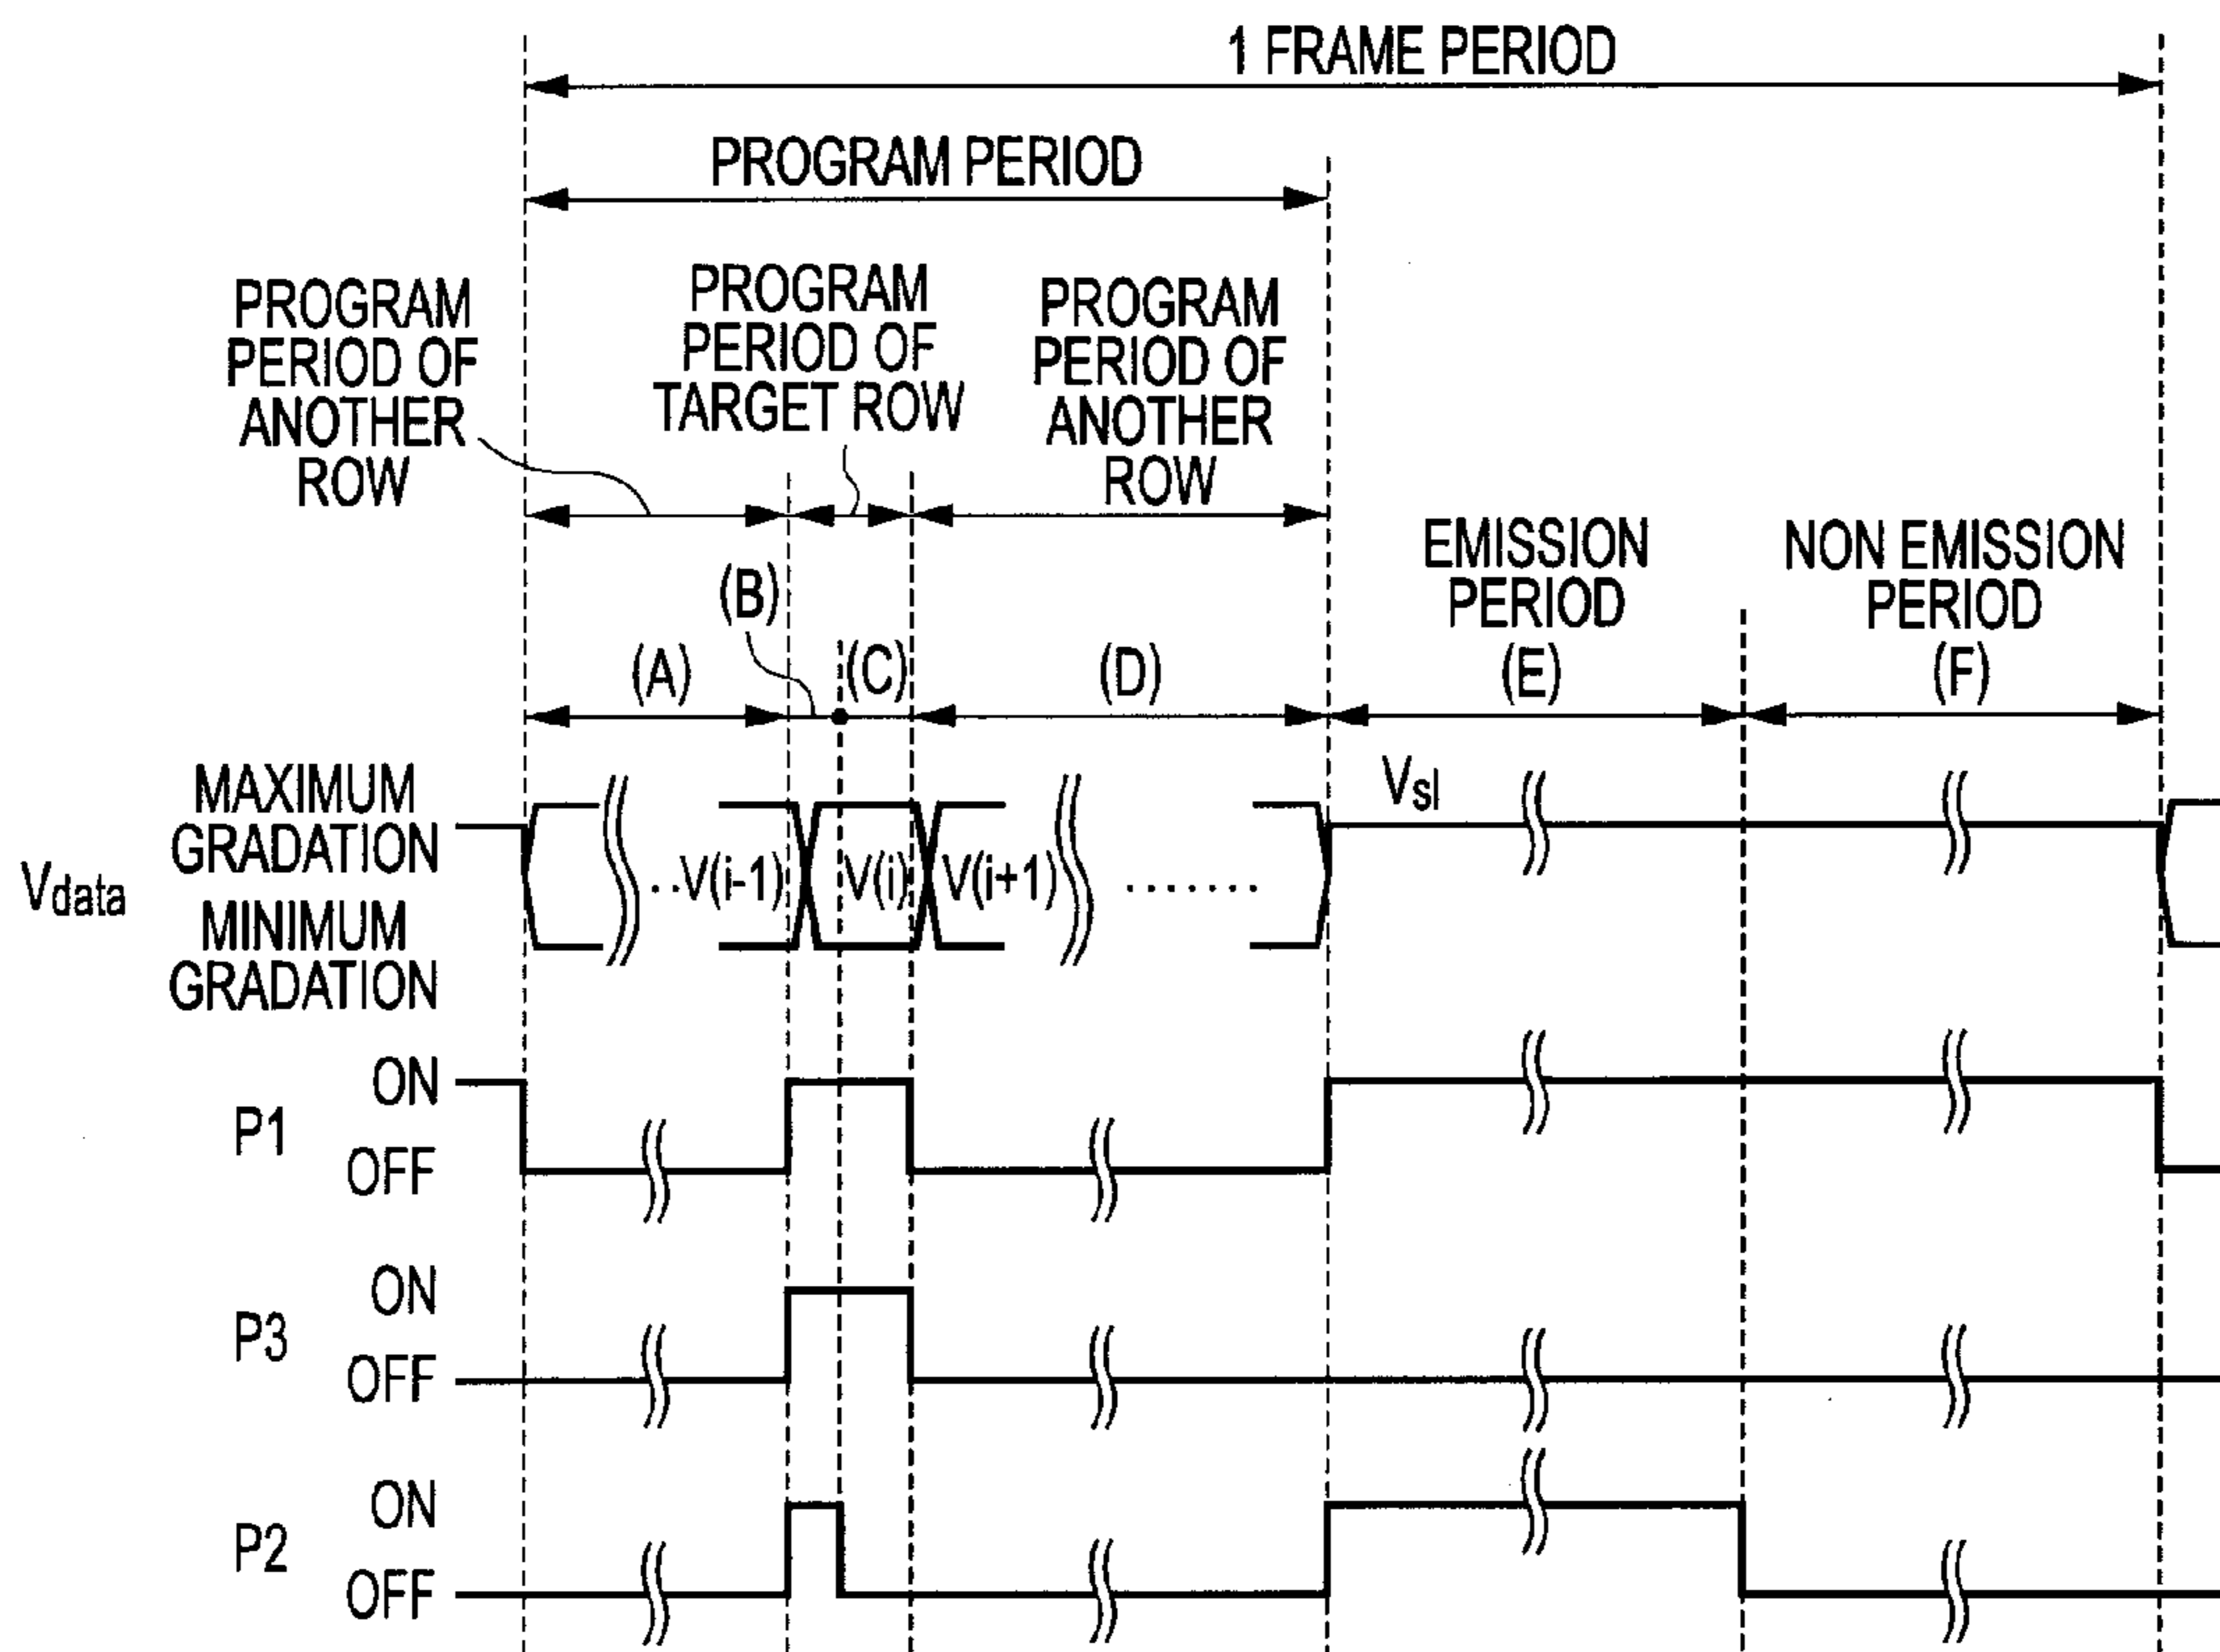 1 FRAME PERIOD
PROGRAM PERIOD
PROGRAM
PERIOD OF
ANOTHER
ROW
PROGRAM
PERIOD OF
TARGET ROW
PROGRAM
PERIOD OF
ANOTHER
ROW
EMISSION
PERIOD
(E)
NON EMISSION
PERIOD
(F)
(A)
(B)
(C)
(D)
Vdata
MAXIMUM
GRADATION
MINIMUM
GRADATION
..V(i-1)
V(i)
V(i+1)
.......
Vsl
P1
ON
OFF
P3
ON
OFF
P2
ON
OFF